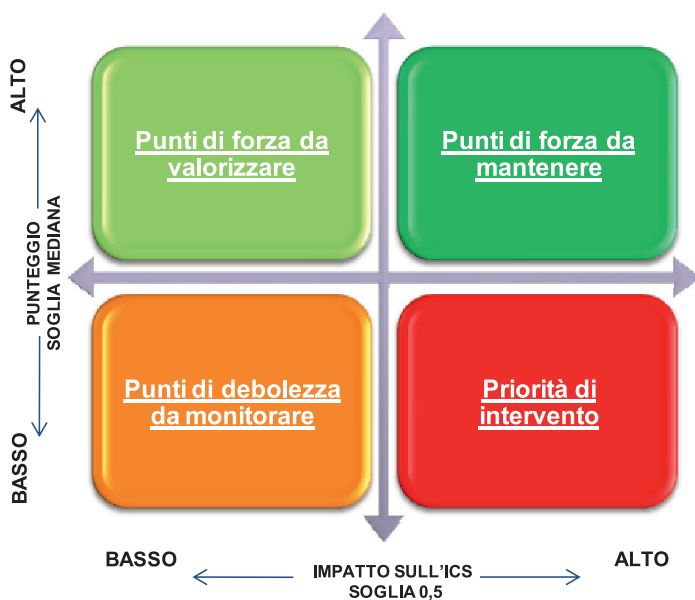 ALTO
PUNTEGGIO
SOGLIA MEDIANA
BASSO
Punti di forza da
valorizzare
Punti di forza da
mantenere
Punti di debolezza
da monitorare
Priorità di
intervento
BASSO
IMPATTO SULL'ICS
SOGLIA 0,5
ALTO